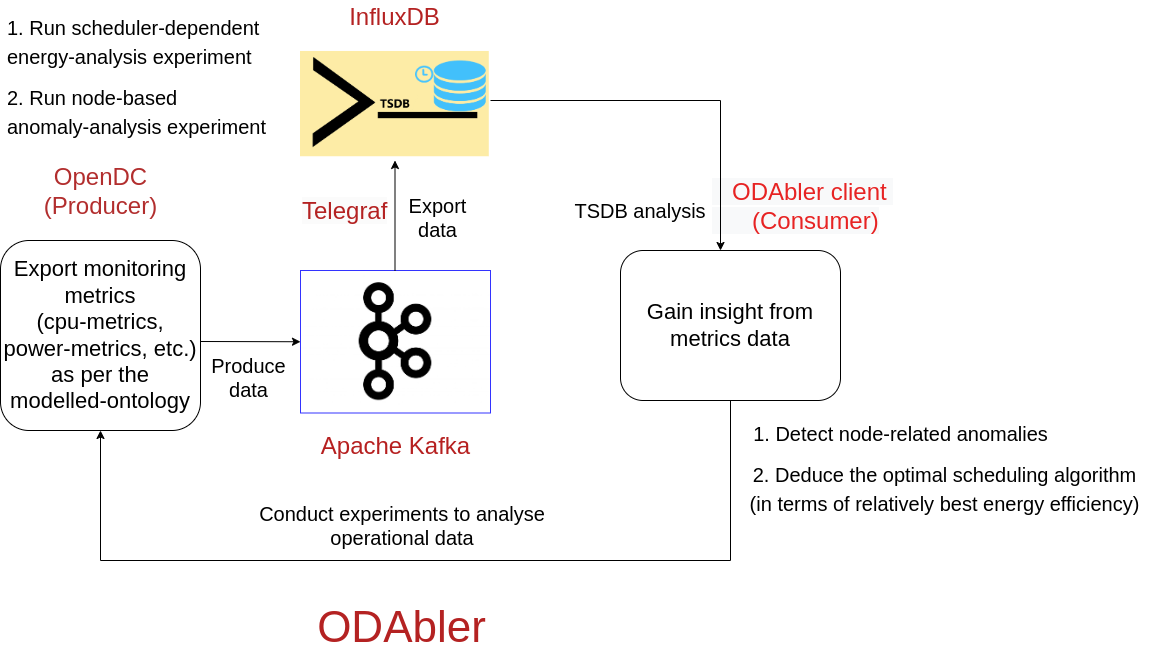 InfluxDB
1. Run scheduler-dependent
energy-analysis experiment
2. Run node-based
anomaly-analysis experiment
TSDB
OpenDC
(Producer)
Telegraf
Export
data
TSDB analysis
ODAbler client
(Consumer)
Export monitoring
metrics
(cpu-metrics,
power-metrics, etc.)
as per the
modelled-ontology
Produce
data
Gain insight from
metrics data
Apache Kafka
1. Detect node-related anomalies
2. Deduce the optimal scheduling algorithm
(in terms of relatively best energy efficiency)
Conduct experiments to analyse
operational data
ODAbler